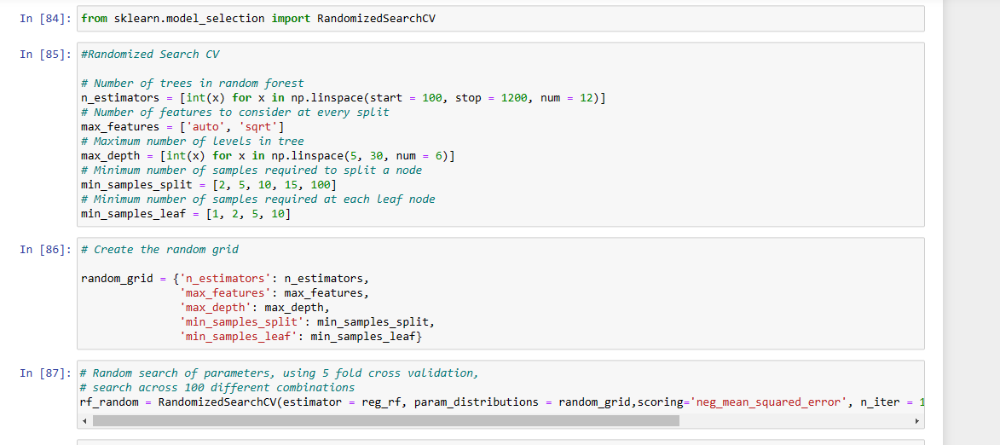 In [84]: from sklearn.model_selection import RandomizedSearchCV
In [85]: #Randomized Search CV
# Number of trees in random forest
n_estimators = [int(x) for x in np.linspace(start = 100, stop = 1200, num = 12)]
# Number of features to consider at every split
max_features = ['auto', 'sqrt']
# Maximum number of levels in tree
max_depth = [int(x) for x in np.linspace(5, 30, num = 6)]
# Minimum number of samples required to split a node
min_samples_split = [2, 5, 10, 15, 100]
# Minimum number of samples required at each leaf node
min_samples_leaf = [1, 2, 5, 10]
In [86]: # Create the random grid
random_grid = {'n_estimators': n_estimators,
'max_features': max_features,
'max_depth': max_depth,
'min_samples_split': min_samples_split,
'min_samples_leaf': min_samples_leaf}
In [87]: # Random search of parameters, using 5 fold cross validation,
# search across 100 different combinations
rf_random = RandomizedSearchCV(estimator = reg_rf, param_distributions = random_grid,scoring='neg_mean_squared_error', n_iter = 1